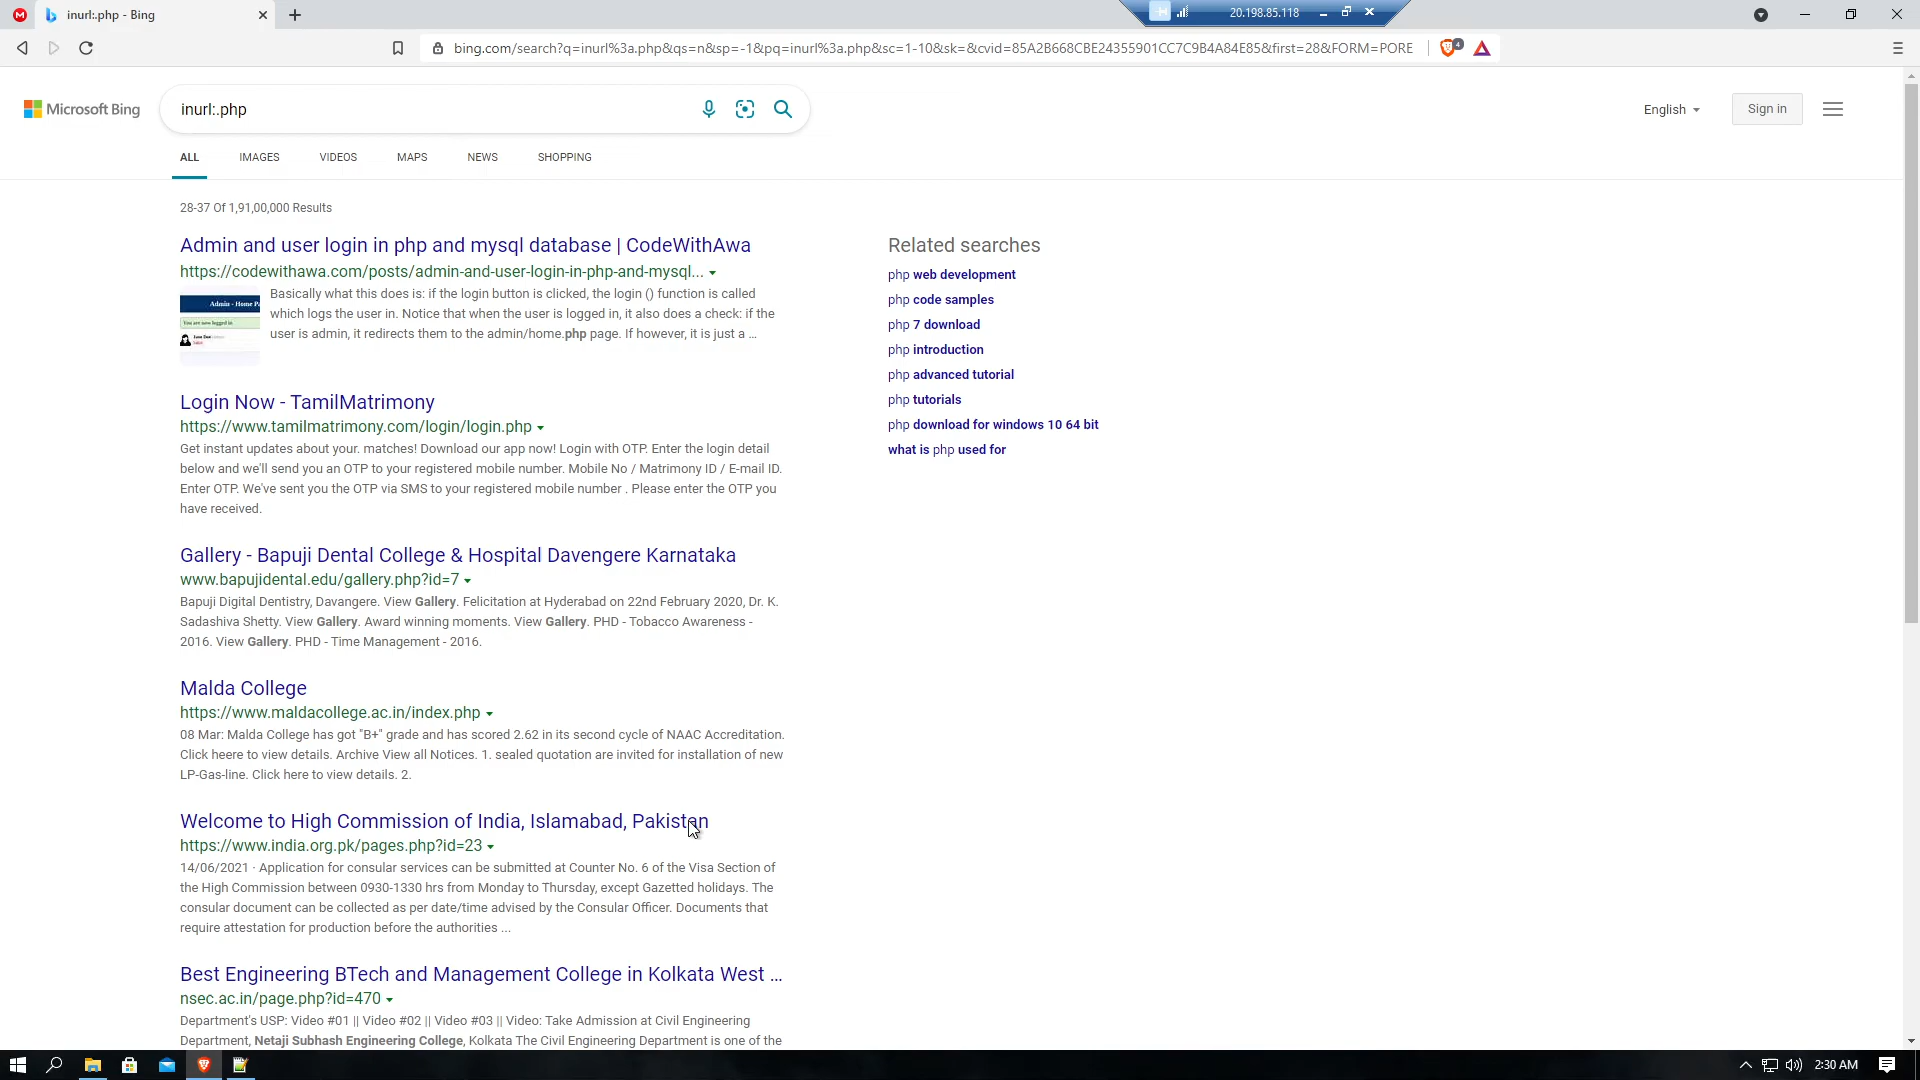 inurl:.php - Bing
20.198.85.118
bing.com/search?q=inurl%3a.php&qs=n&sp=-1&pq=inurl%3a.php&sc=1-10&sk=&cvid=85A2B668CBE24355901CC7C9B4A84E85&first=28&FORM=PORE
4
Microsoft Bing
inurl:.php
English
Sign in
ALL
IMAGES
VIDEOS
MAPS
NEWS
SHOPPING
28-37 Of 1,91,00,000 Results
Admin and user login in php and mysql database | CodeWithAwa
https://codewithawa.com/posts/admin-and-user-login-in-php-and-mysql...
Admin - Home Pa
You are now logged in
Basically what this does is: if the login button is clicked, the login () function is called
which logs the user in. Notice that when the user is logged in, it also does a check: if the
user is admin, it redirects them to the admin/home.php page. If however, it is just a ...
Login Now - TamilMatrimony
https://www.tamilmatrimony.com/login/login.php
Get instant updates about your. matches! Download our app now! Login with OTP. Enter the login detail
below and we'll send you an OTP to your registered mobile number. Mobile No / Matrimony ID / E-mail ID.
Enter OTP. We've sent you the OTP via SMS to your registered mobile number . Please enter the OTP you
have received.
Gallery - Bapuji Dental College & Hospital Davengere Karnataka
www.bapujidental.edu/gallery.php?id=7
Bapuji Digital Dentistry, Davangere. View Gallery. Felicitation at Hyderabad on 22nd February 2020, Dr. K.
Sadashiva Shetty. View Gallery. Award winning moments. View Gallery. PHD - Tobacco Awareness -
2016. View Gallery. PHD - Time Management - 2016.
Malda College
https://www.maldacollege.ac.in/index.php
08 Mar: Malda College has got "B+" grade and has scored 2.62 in its second cycle of NAAC Accreditation.
Click heere to view details. Archive View all Notices. 1. sealed quotation are invited for installation of new
LP-Gas-line. Click here to view details. 2.
Welcome to High Commission of India, Islamabad, Pakistan
https://www.india.org.pk/pages.php?id=23
14/06/2021 · Application for consular services can be submitted at Counter No. 6 of the Visa Section of
the High Commission between 0930-1330 hrs from Monday to Thursday, except Gazetted holidays. The
consular document can be collected as per date/time advised by the Consular Officer. Documents that
require attestation for production before the authorities ...
Best Engineering BTech and Management College in Kolkata West ...
nsec.ac.in/page.php?id=470
Department's USP: Video #01 || Video #02 || Video #03 || Video: Take Admission at Civil Engineering
Department, Netaji Subhash Engineering College, Kolkata The Civil Engineering Department is one of the
Related searches
php web development
php code samples
php 7 download
php introduction
php advanced tutorial
php tutorials
php download for windows 10 64 bit
what is php used for
2:30 AM